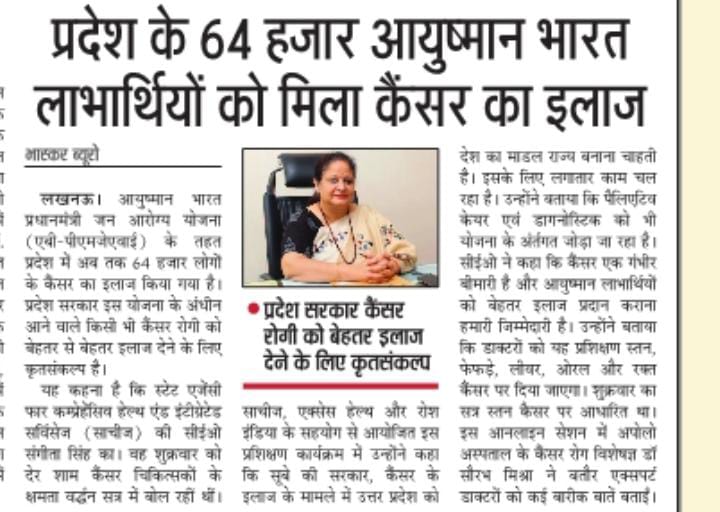 प्रदेश के 64 हजार आयुष्मान भारत
लाभार्थियों को मिला कैंसर का इलाज
भास्कर ब्यूरो
लखनऊ। आयुष्मान भारत
प्रधानमंत्री जन आरोग्य योजना
(एबी-पीएमजेएवाई) के तहत
प्रदेश में अब तक 64 हजार लोगों
के कैंसर का इलाज किया गया है।
प्रदेश सरकार इस योजना के अधीन
आने वाले किसी भी कैंसर रोगी को
बेहतर से बेहतर इलाज देने के लिए
कृतसंकल्प है।
यह कहना है कि स्टेट एजेंसी
फार कम्प्रेहेंसिव हेल्थ एंड इंटीग्रेटेड
सर्विसेज (साचीज) की सीईओ
संगीता सिंह का। वह शुक्रवार को
देर शाम कैंसर चिकित्सकों के
क्षमता वर्द्धन सत्र में बोल रहीं थीं।
प्रदेश सरकार कैंसर
रोगी को बेहतर इलाज
देने के लिए कृतसंकल्प
साचीज, एक्सेस हेल्थ और रोश
इंडिया के सहयोग से आयोजित इस
प्रशिक्षण कार्यक्रम में उन्होंने कहा
कि सूबे की सरकार, कैंसर के
इलाज के मामले में उत्तर प्रदेश को
देश का माडल राज्य बनाना चाहती
है। इसके लिए लगातार काम चल
रहा है। उन्होंने बताया कि पैलिएटिव
केयर एवं डागनोस्टिक को भी
योजना के अंर्तगत जोड़ा जा रहा है।
सीईओ ने कहा कि कैंसर एक गंभीर
बीमारी है और आयुष्मान लाभार्थियों
को बेहतर इलाज प्रदान कराना
हमारी जिम्मेदारी है। उन्होंने बताया
कि डाक्टरों को यह प्रशिक्षण स्तन,
फेफड़े, लीवर, ओरल और रक्त
कैंसर पर दिया जाएगा। शुक्रवार का
सत्र स्तन कैंसर पर आधारित था।
इस आनलाइन सेशन में अपोलो
अस्पताल के कैंसर रोग विशेषज्ञ डॉ
सौरभ मिश्रा ने बतौर एक्सपर्ट
डाक्टरों को कई बारीक बातें बताईं।